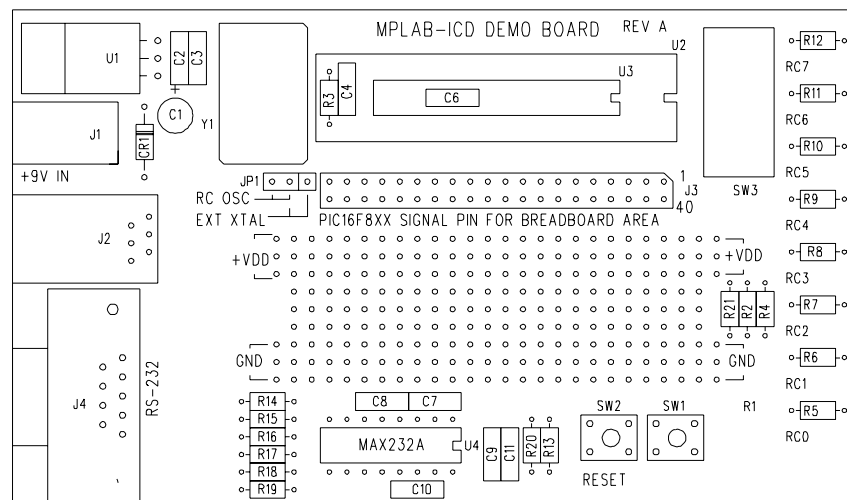 MPLAB-ICD DEMO BOARD REV A
U1
C2
C3
+
C1
Y1
R3
C4
U2
U3
C6
R12
RC7
R11
RC6
R10
RC5
J1
CR1
+9V IN
JP1
RC OSC
EXT XTAL
1
J3
40
PIC16F8XX SIGNAL PIN FOR BREADBOARD AREA
SW3
R9
RC4
J2
+VDD
+VDD
R8
RC3
R21
R2
R4
R7
RC2
GND
GND
R6
RC1
J4
RS-232
R14
R15
R16
R17
R18
R19
C8
C7
MAX232A
U4
C10
C9
C11
R20
R13
SW2
SW1
RESET
R1
R5
RC0